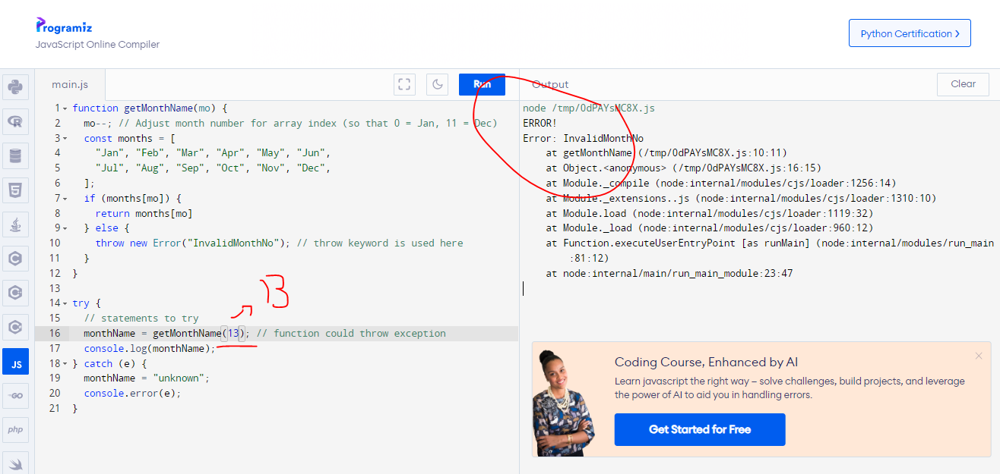 Programiz
JavaScript Online Compiler
Python Certification >
main.js
Run
Output
Clear
1 function getMonthName(mo) {
2 mo--; // Adjust month number for array index (so that 0 = Jan, 11 = Dec)
3 const months = [
4 "Jan", "Feb", "Mar", "Apr", "May", "Jun",
5 "Jul", "Aug", "Sep", "Oct", "Nov", "Dec",
6 ];
7 if (months[mo]) {
8 return months[mo]
9 } else {
10 throw new Error("InvalidMonthNo"); // throw keyword is used here
11 }
12 }
13
14 try {
15 // statements to try
16 monthName = getMonthName(13); // function could throw exception
17 console.log(monthName);
18 } catch (e) {
19 monthName = "unknown";
20 console.error(e);
21 }
13
JS
GO
php
node /tmp/0dPAYsMC8X.js
ERROR!
Error: InvalidMonthNo
at getMonthName (/tmp/0dPAYsMC8X.js:10:11)
at Object.<anonymous> (/tmp/0dPAYsMC8X.js:16:15)
at Module._compile (node:internal/modules/cjs/loader:1256:14)
at Module._extensions..js (node:internal/modules/cjs/loader:1310:10)
at Module.load (node:internal/modules/cjs/loader:1119:32)
at Module._load (node:internal/modules/cjs/loader:960:12)
at Function.executeUserEntryPoint [as runMain] (node:internal/modules/run_main
:81:12)
at node:internal/main/run_main_module:23:47
Coding Course, Enhanced by AI
Learn javascript the right way – solve challenges, build projects, and leverage
the power of AI to aid you in handling errors.
Get Started for Free